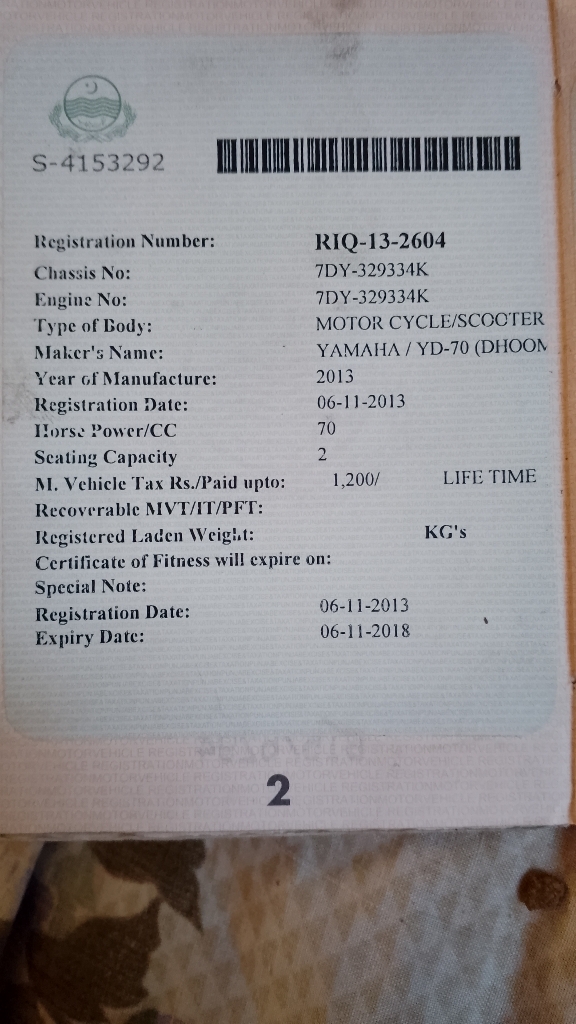 S-4153292
Registration Number: RIQ-13-2604
Chassis No: 7DY-329334K
Engine No: 7DY-329334K
Type of Body: MOTOR CYCLE/SCOOTER
Maker's Name: YAMAHA / YD-70 (DHOOM
Year of Manufacture: 2013
Registration Date: 06-11-2013
Horse Power/CC 70
Seating Capacity 2
M. Vehicle Tax Rs./Paid upto: 1,200/ LIFE TIME
Recoverable MVT/IT/PFT:
Registered Laden Weight: KG's
Certificate of Fitness will expire on:
Special Note:
Registration Date: 06-11-2013
Expiry Date: 06-11-2018
2